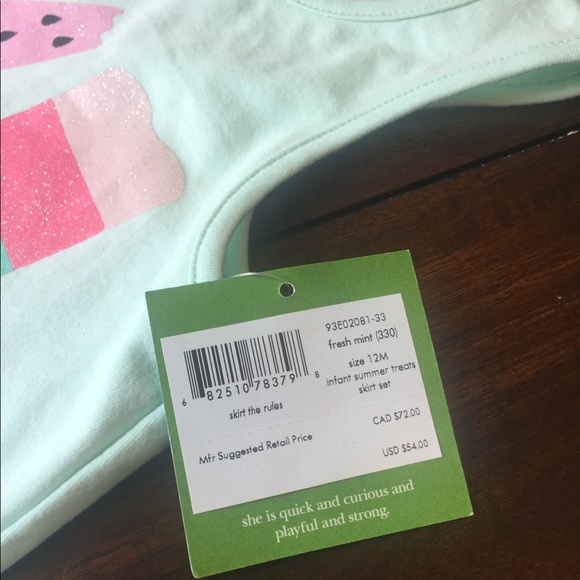 93E02081-33
fresh mint (330)
size 12M
infant summer treats
skirt set
6 82510 78379 8
skirt the rules
Mfr Suggested Retail Price
CAD $72.00
USD $54.00
she is quick and curious and
playful and strong.